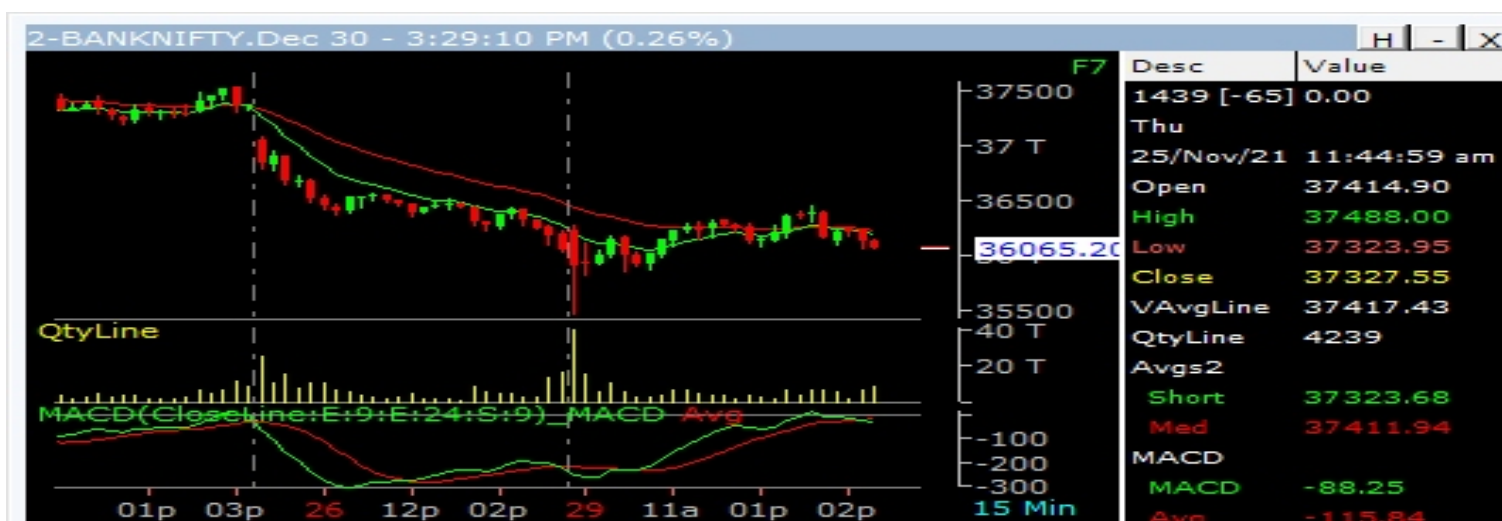 2-BANKNIFTY.Dec 30 - 3:29:10 PM (0.26%)
H - X
F7
37500
37 T
36500
36065.20
35500
QtyLine
40 T
20 T
MACD(CloseLine:E:9:E:24:S:9)_MACD Avg
-100
-200
-300
01p 03p 26 12p 02p 29 11a 01p 02p
15 Min
Desc Value
1439 [-65] 0.00
Thu
25/Nov/21 11:44:59 am
Open 37414.90
High 37488.00
Low 37323.95
Close 37327.55
VAvgLine 37417.43
QtyLine 4239
Avgs2
Short 37323.68
Med 37411.94
MACD
MACD -88.25
Avg -115.84